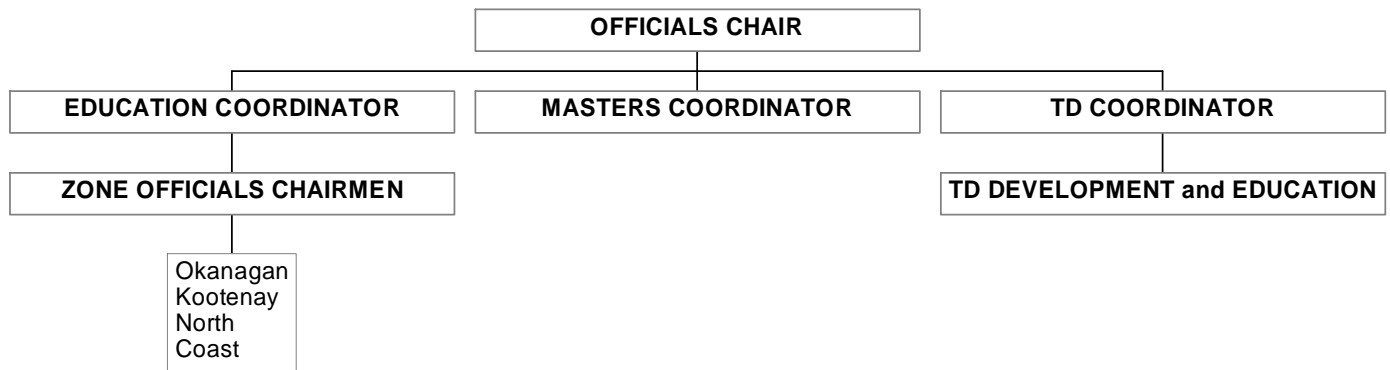 OFFICIALS CHAIR
EDUCATION COORDINATOR
MASTERS COORDINATOR
TD COORDINATOR
ZONE OFFICIALS CHAIRMEN
TD DEVELOPMENT and EDUCATION
Okanagan
Kootenay
North
Coast